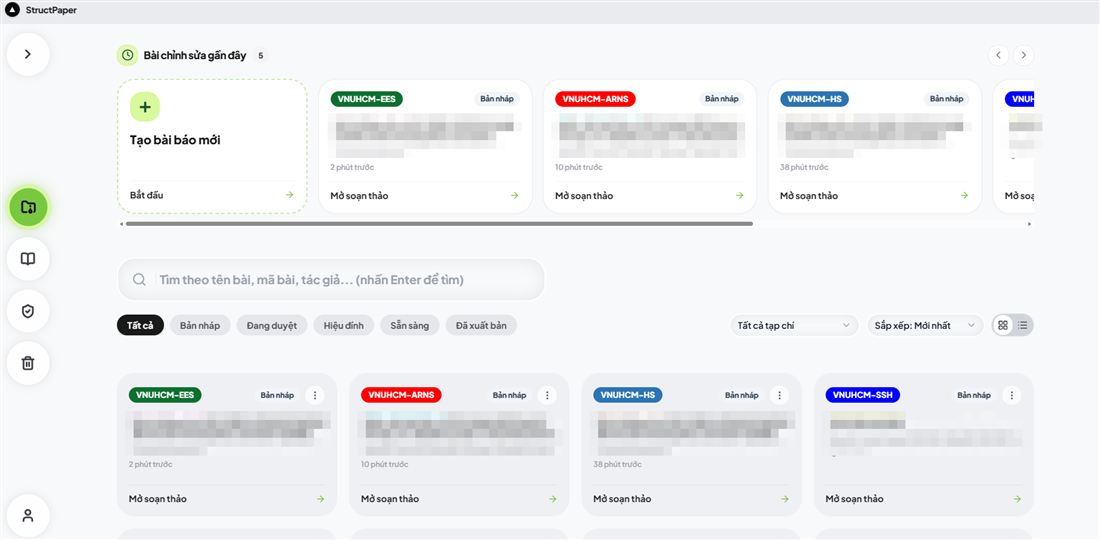 StructPaper
Bài chỉnh sửa gần đây 5
Tạo bài báo mới
Bắt đầu
VNUHCM-EES Bản nháp
2 phút trước
Mở soạn thảo
VNUHCM-ARNS Bản nháp
10 phút trước
Mở soạn thảo
VNUHCM-HS Bản nháp
38 phút trước
Mở soạn thảo
Tìm theo tên bài, mã bài, tác giả... (nhấn Enter để tìm)
Tất cả Bản nháp Đang duyệt Hiệu đính Sẵn sàng Đã xuất bản
Tất cả tạp chí Sắp xếp: Mới nhất
VNUHCM-EES Bản nháp
2 phút trước
Mở soạn thảo
VNUHCM-ARNS Bản nháp
10 phút trước
Mở soạn thảo
VNUHCM-HS Bản nháp
38 phút trước
Mở soạn thảo
VNUHCM-SSH Bản nháp
Mở soạn thảo